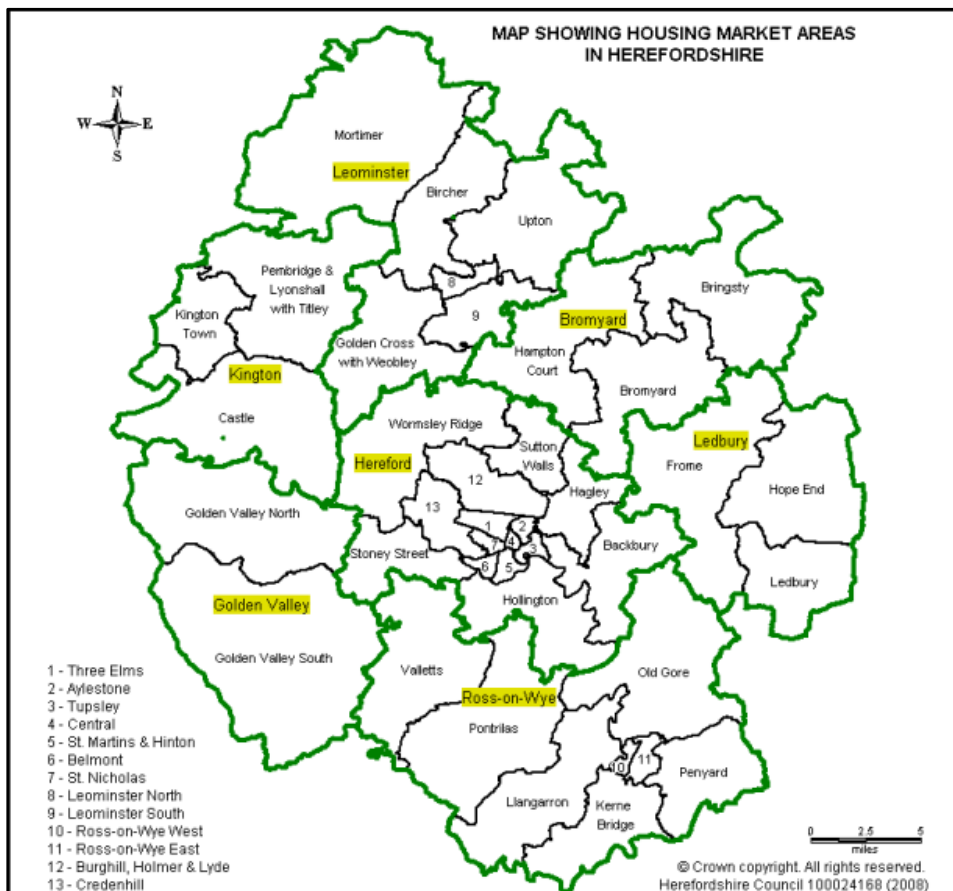 MAP SHOWING HOUSING MARKET AREAS
IN HEREFORDSHIRE
N
W E
S
Mortimer
Leominster
Bircher
Upton
Pembridge &
Lyonshall
with Titley
Kington
Town
8
9
Golden Cross
with Weobley
Bromyard
Bringsty
Hampton
Court
Bromyard
Kington
Castle
Wormsley Ridge
Sutton
Walls
Hereford
12
Ledbury
Frome
Hope End
Hagley
13
Golden Valley North
1
2
7
4
3
Stoney Street
6
5
Backbury
Ledbury
Hollington
Golden Valley
Golden Valley South
Valletts
Old Gore
Ross-on-Wye
Pontrilas
10
11
Penyard
Llangarron
Kerne
Bridge
1 - Three Elms
2 - Aylestone
3 - Tupsley
4 - Central
5 - St. Martins & Hinton
6 - Belmont
7 - St. Nicholas
8 - Leominster North
9 - Leominster South
10 - Ross-on-Wye West
11 - Ross-on-Wye East
12 - Burghill, Holmer & Lyde
13 - Credenhill
0 2.5 5
miles
© Crown copyright. All rights reserved.
Herefordshire Council 100024168 (2008)